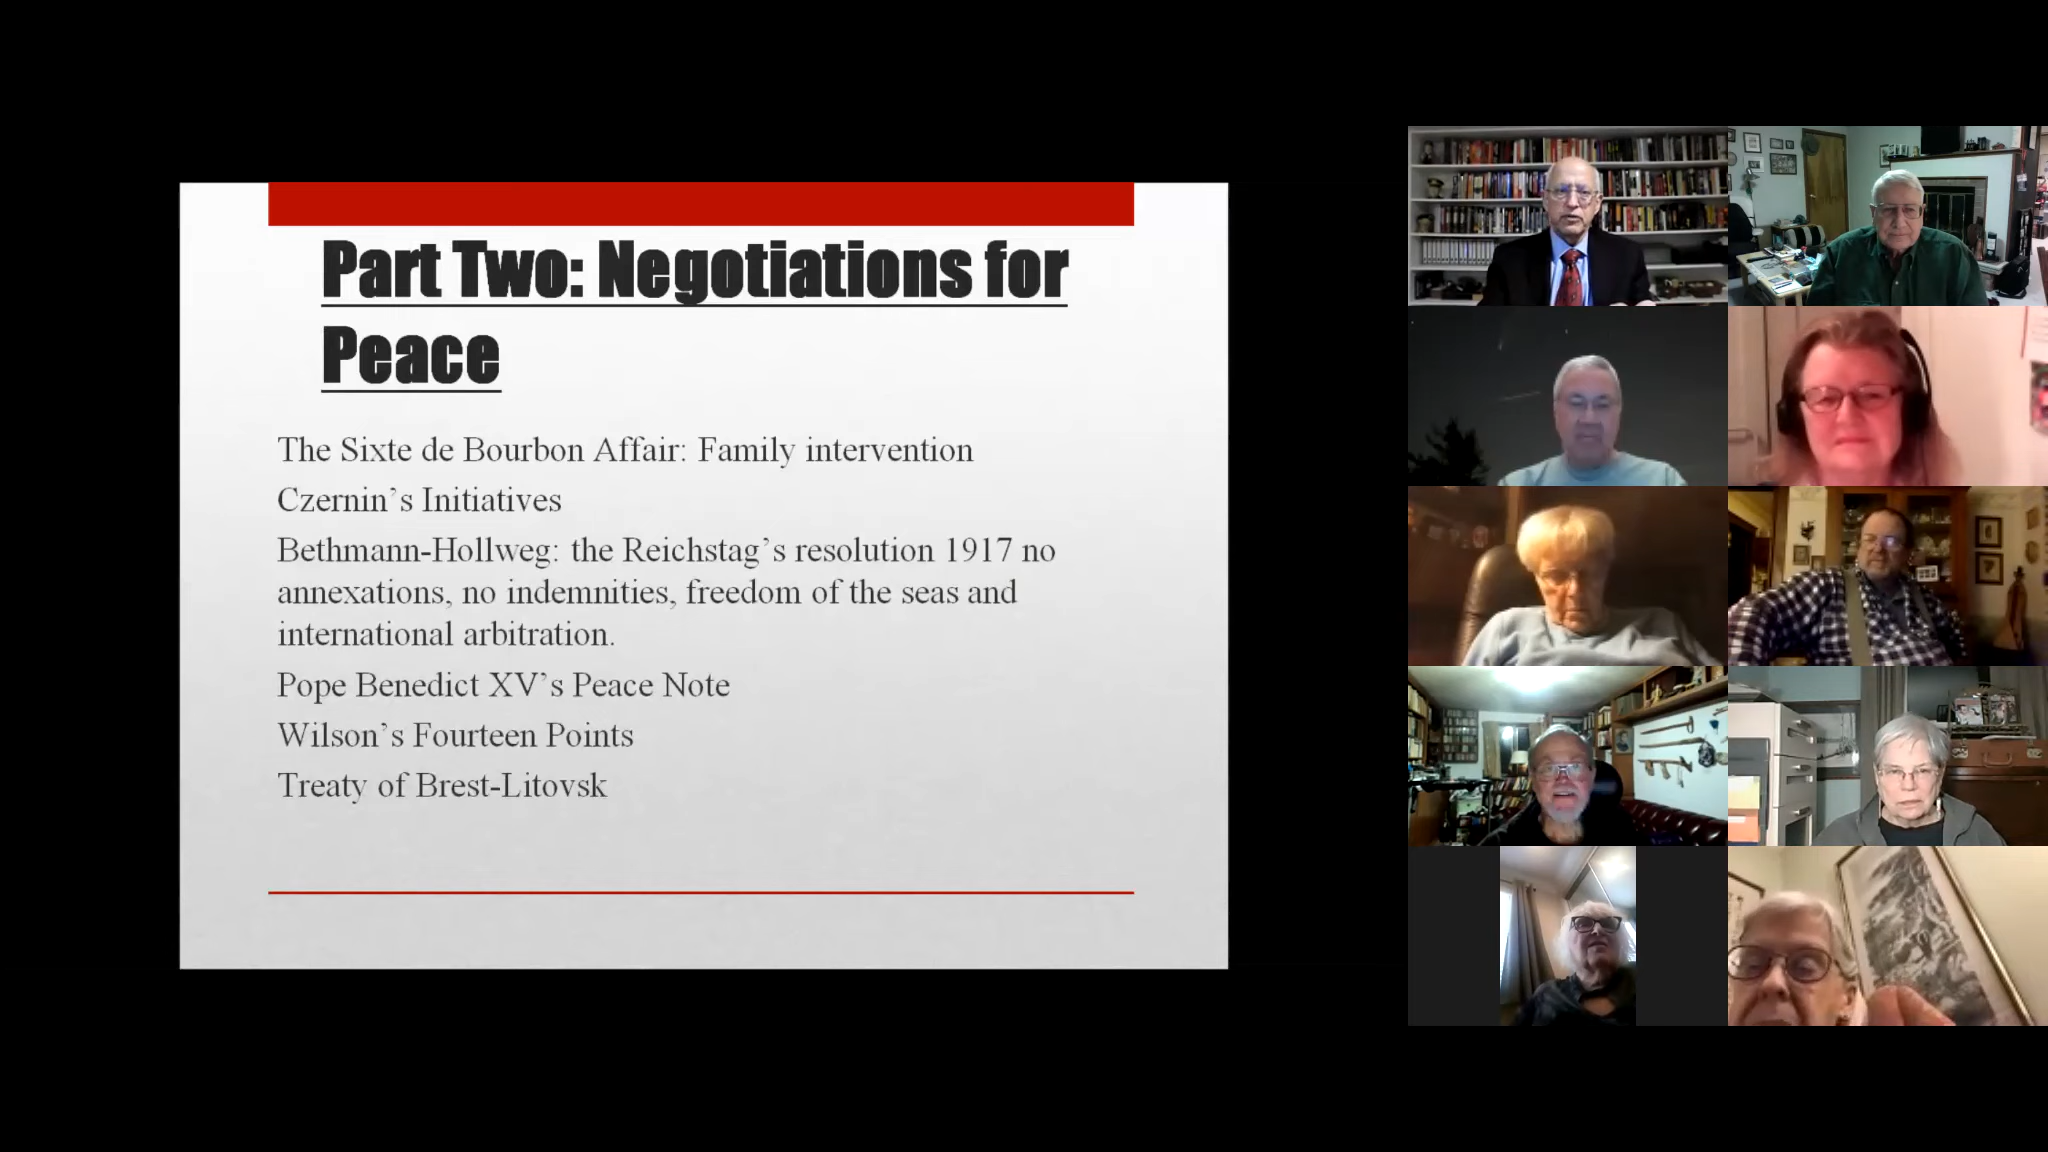 Part Two: Negotiations for
Peace
The Sixte de Bourbon Affair: Family intervention
Czernin’s Initiatives
Bethmann-Hollweg: the Reichstag’s resolution 1917 no
annexations, no indemnities, freedom of the seas and
international arbitration.
Pope Benedict XV’s Peace Note
Wilson’s Fourteen Points
Treaty of Brest-Litovsk